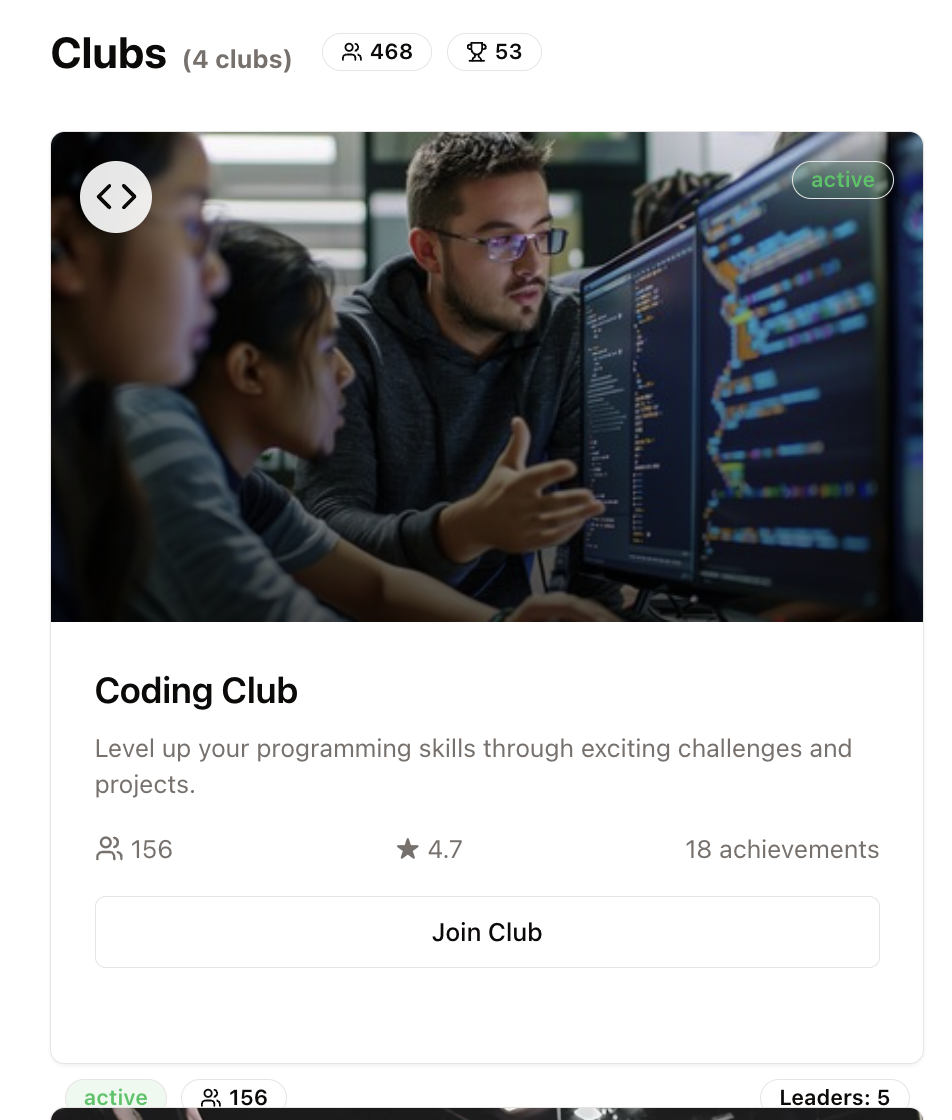 Clubs (4 clubs) 468 53
active
Coding Club
Level up your programming skills through exciting challenges and
projects.
156 4.7 18 achievements
Join Club
active 156 Leaders: 5